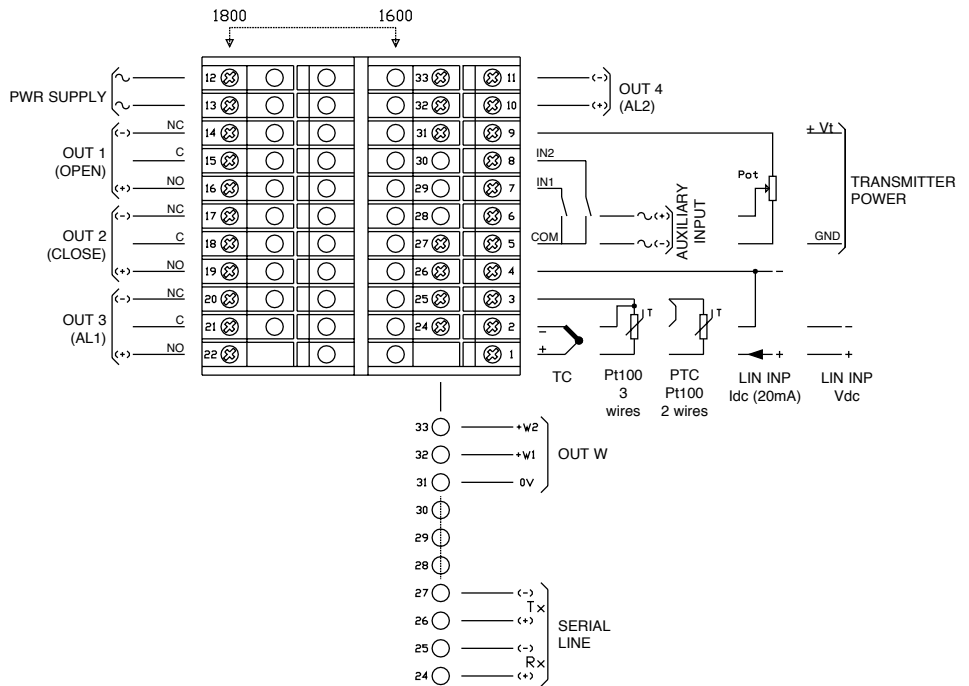 1800 1600
12 33 11 (-)
PWR SUPPLY OUT 4
13 32 10 (+) (AL2)
(-) NC 14 31 9 + Vt
OUT 1 C 15 30 8 IN2
(OPEN) Pot
(+) NO 16 29 7 IN1 TRANSMITTER
POWER
(-) NC 17 28 6 (+) AUXILIARY
INPUT
OUT 2 C 18 27 5 COM (-) GND
(CLOSE)
(+) NO 19 26 4 -
(-) NC 20 25 3 T T
OUT 3 C 21 24 2 - -
(AL1)
(+) NO 22 1 + + +
TC Pt100 PTC LIN INP LIN INP
3 Pt100 Idc (20mA) Vdc
wires 2 wires
33 +W2
32 +W1 OUT W
31 0V
30
29
28
27 (-)
Tx
26 (+) SERIAL
25 (-) LINE
Rx
24 (+)